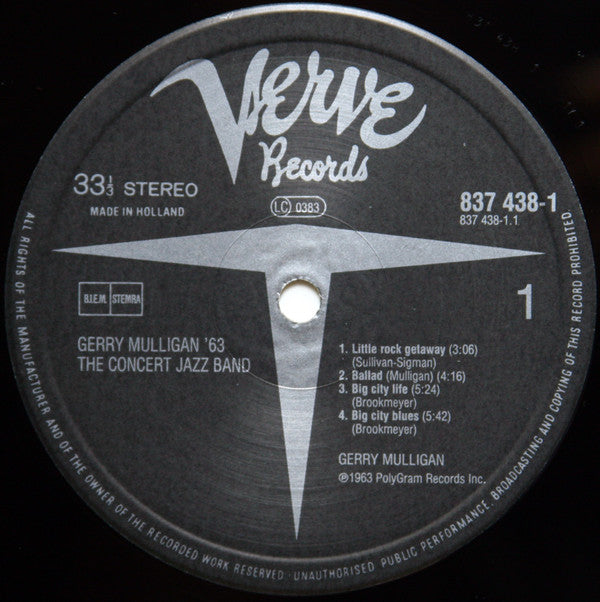 Verve
Records
33⅓ STEREO
MADE IN HOLLAND
LC 0383
837 438-1
837 438-1.1
B.I.E.M. STEMRA
1
GERRY MULLIGAN '63
THE CONCERT JAZZ BAND
1. Little rock getaway (3:06)
(Sullivan-Sigman)
2. Ballad (Mulligan) (4:16)
3. Big city life (5:24)
(Brookmeyer)
4. Big city blues (5:42)
(Brookmeyer)
GERRY MULLIGAN
℗1963 PolyGram Records Inc.
ALL RIGHTS OF THE MANUFACTURER AND OF THE OWNER OF THE RECORDED WORK RESERVED · UNAUTHORISED PUBLIC PERFORMANCE, BROADCASTING AND COPYING OF THIS RECORD PROHIBITED